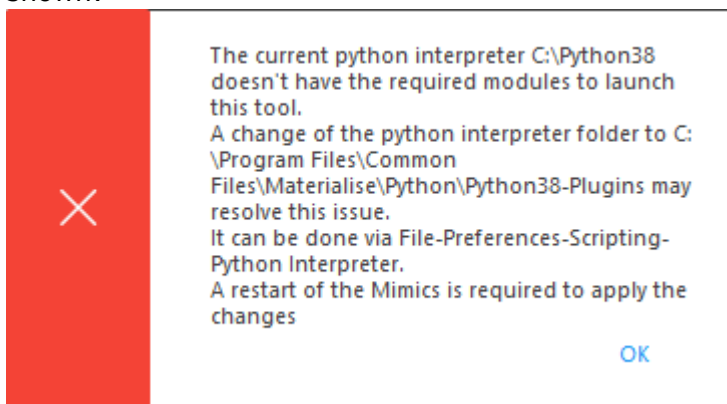 The current python interpreter C:\Python38
doesn't have the required modules to launch
this tool.
A change of the python interpreter folder to C:
\Program Files\Common
Files\Materialise\Python\Python38-Plugins may
resolve this issue.
It can be done via File-Preferences-Scripting-
Python Interpreter.
A restart of the Mimics is required to apply the
changes
OK